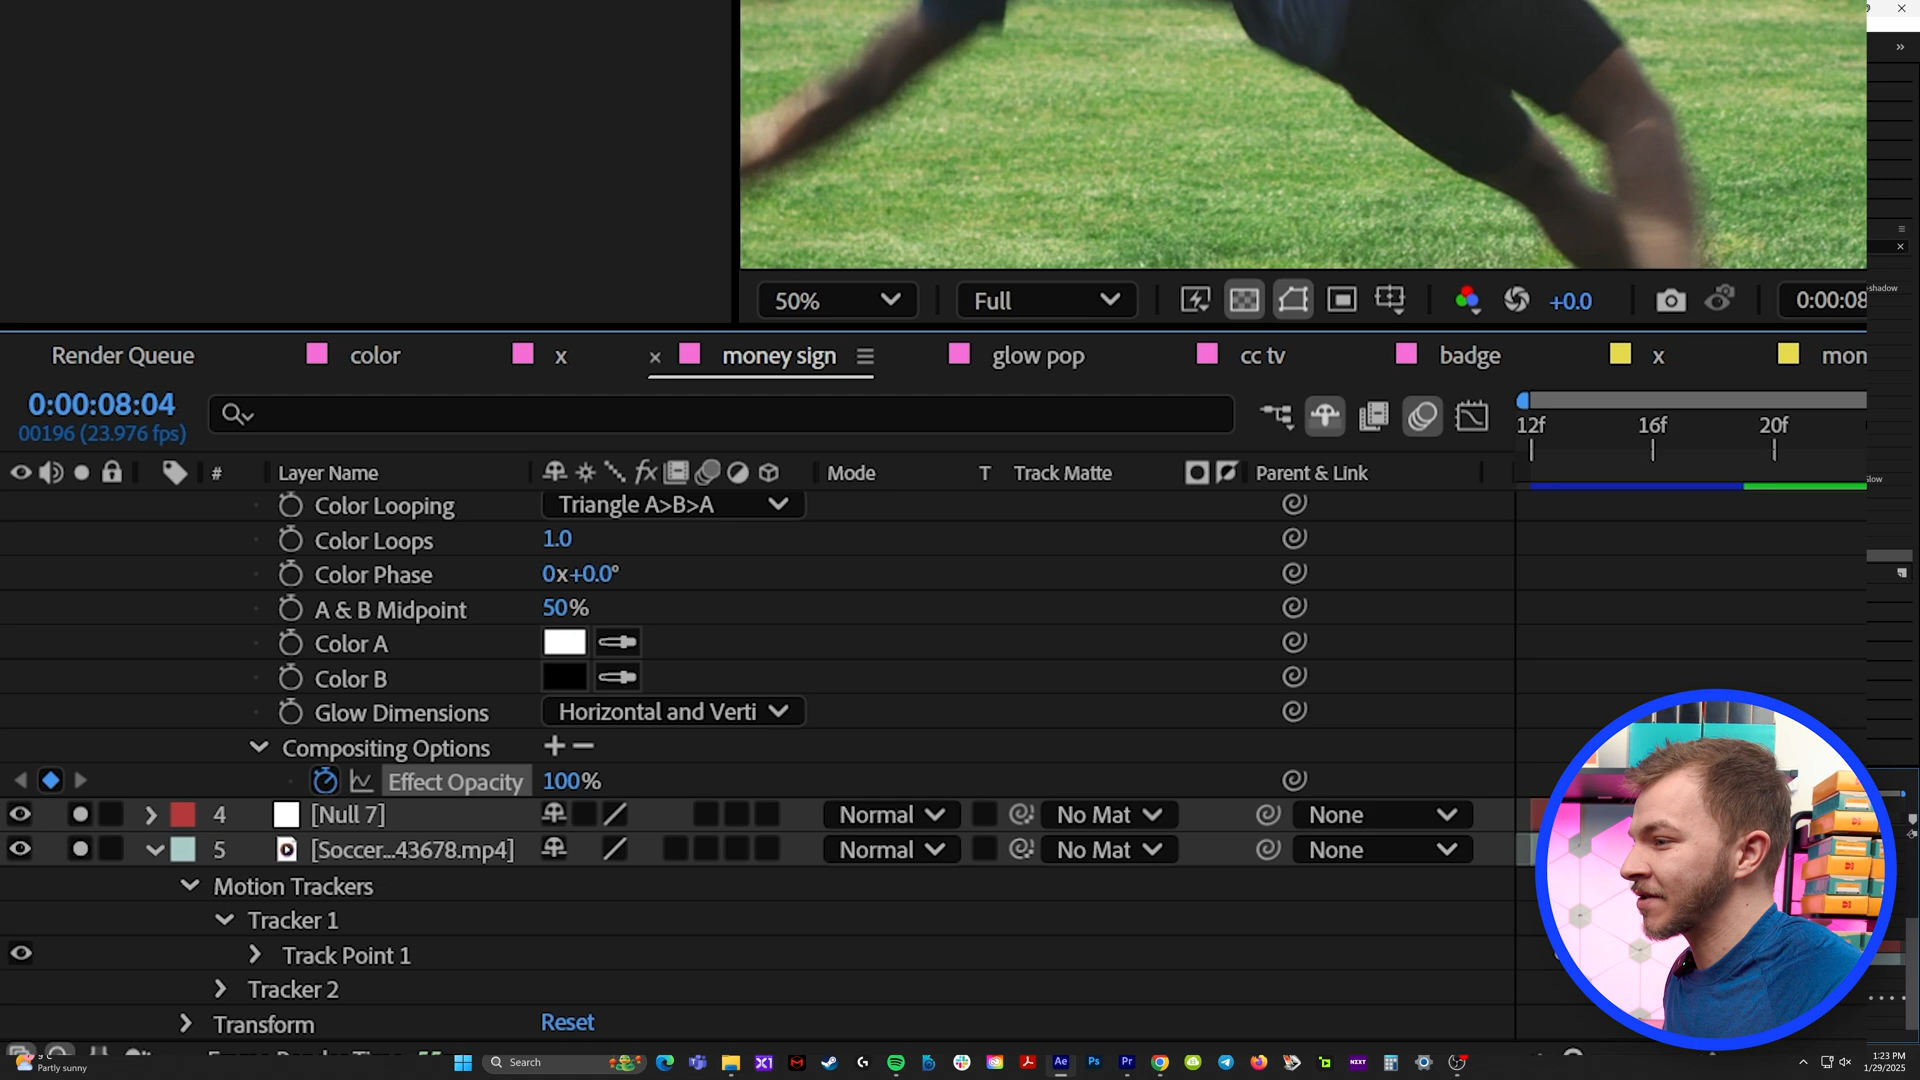 50%
Full
+0.0
0:00:08
shadow
Render Queue
color
x
money sign
glow pop
cc tv
badge
x
mon
0:00:08:04
00196 (23.976 fps)
12f
16f
20f
# Layer Name
Mode
T Track Matte
Parent & Link
Color Looping
Triangle A>B>A
Color Loops
1.0
Color Phase
0x+0.0°
A & B Midpoint
50%
Color A
Color B
Glow Dimensions
Horizontal and Verti
Compositing Options
Effect Opacity
100%
4 [Null 7] Normal No Mat None
5 [Soccer...43678.mp4] Normal No Mat None
Motion Trackers
Tracker 1
Track Point 1
Tracker 2
Transform
Reset
Partly sunny
Search
Ae
Ps
Pr
NZXT
1:23 PM
1/29/2025